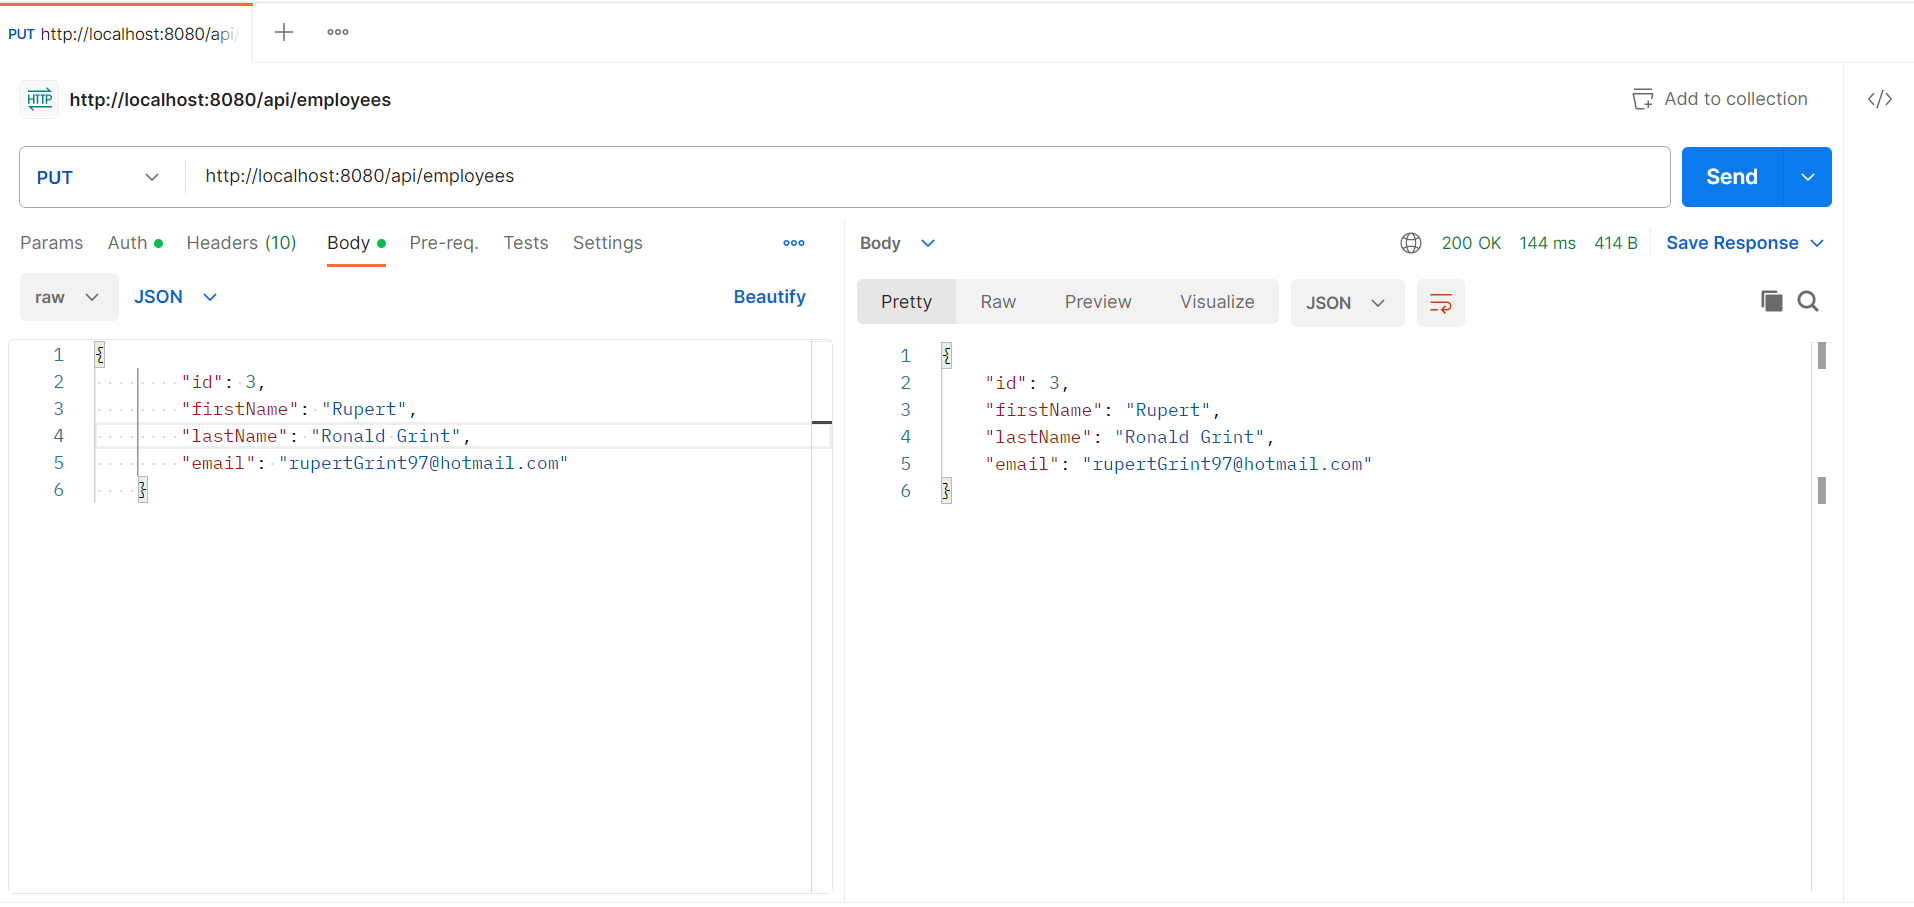 PUT http://localhost:8080/api/
http://localhost:8080/api/employees
Add to collection
PUT http://localhost:8080/api/employees
Send
Params Auth Headers (10) Body Pre-req. Tests Settings
raw JSON Beautify
1 {
2 "id": 3,
3 "firstName": "Rupert",
4 "lastName": "Ronald Grint",
5 "email": "rupertGrint97@hotmail.com"
6 }
Body 200 OK 144 ms 414 B Save Response
Pretty Raw Preview Visualize JSON
1 {
2 "id": 3,
3 "firstName": "Rupert",
4 "lastName": "Ronald Grint",
5 "email": "rupertGrint97@hotmail.com"
6 }